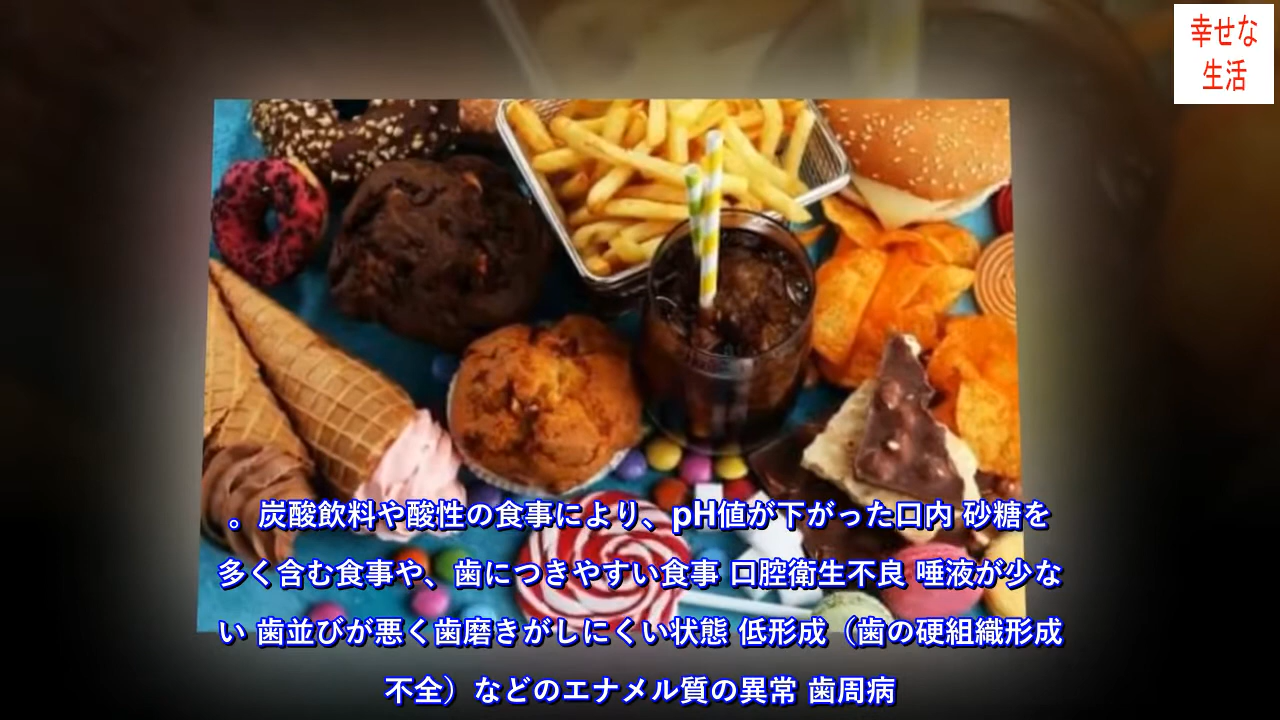 幸せな
生活
。炭酸飲料や酸性の食事により、pH値が下がった口内 砂糖を
多く含む食事や、歯につきやすい食事 口腔衛生不良 唾液が少な
い 歯並びが悪く歯磨きがしにくい状態 低形成（歯の硬組織形成
不全）などのエナメル質の異常 歯周病